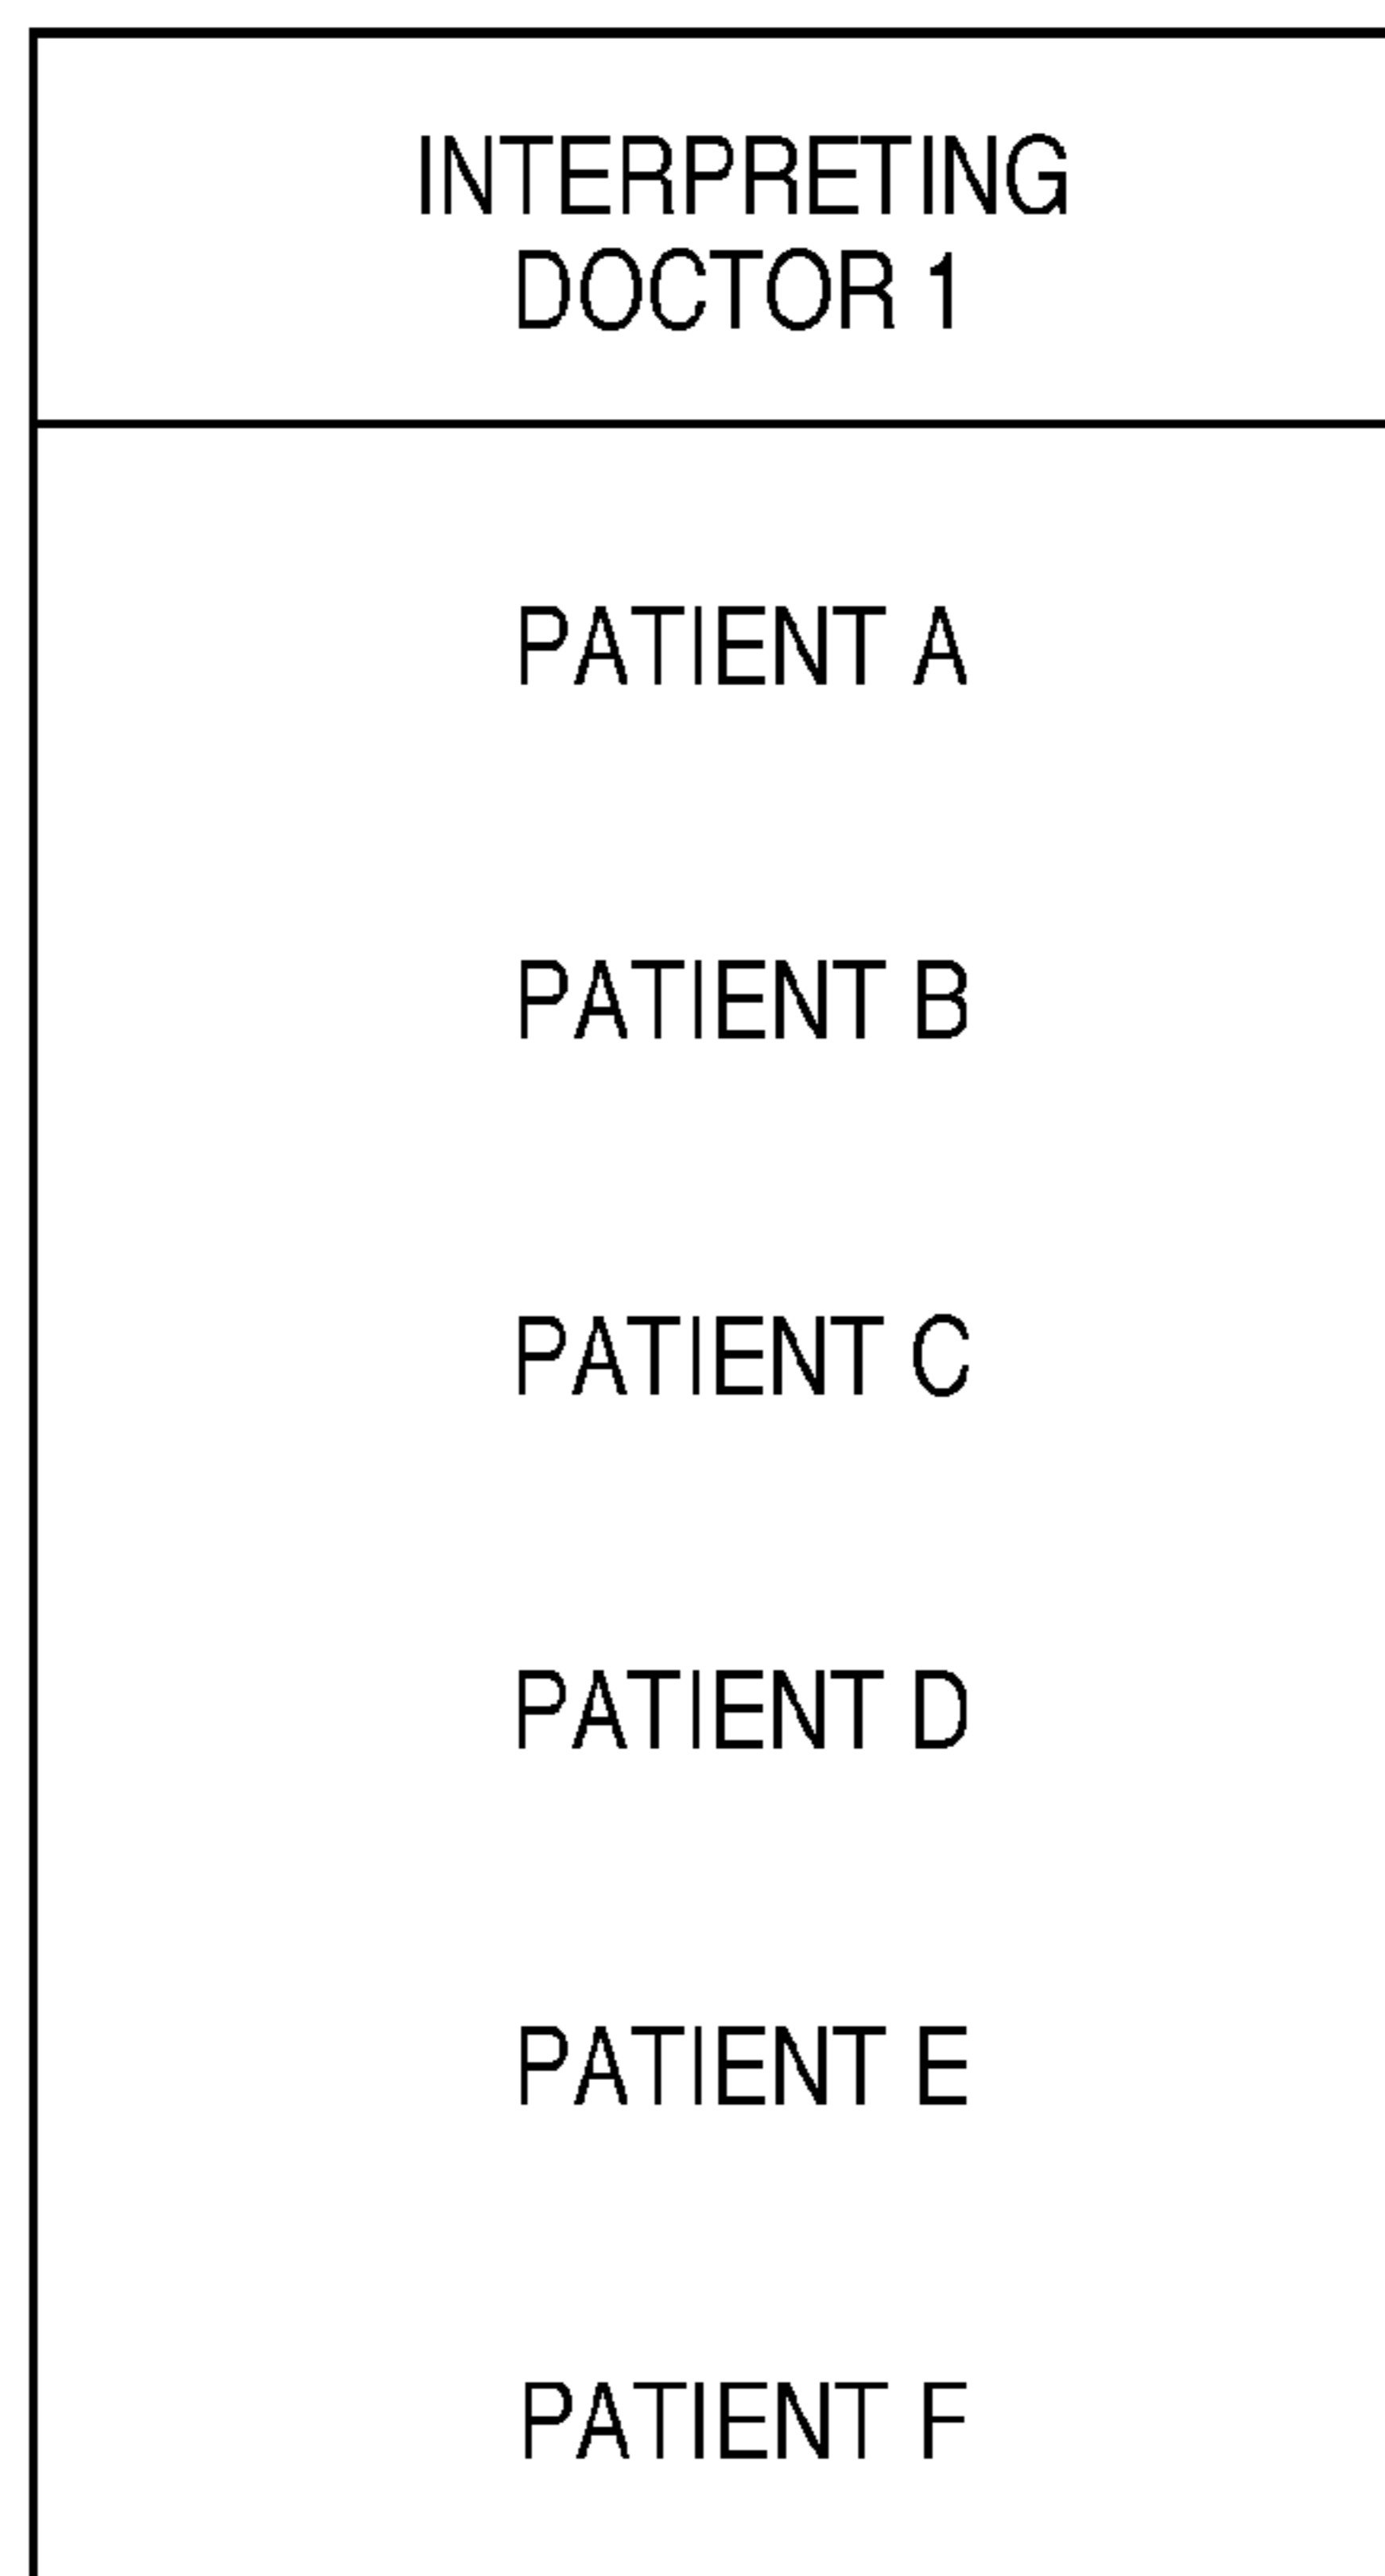 INTERPRETING
DOCTOR 1
PATIENT A
PATIENT B
PATIENT C
PATIENT D
PATIENT E
PATIENT F